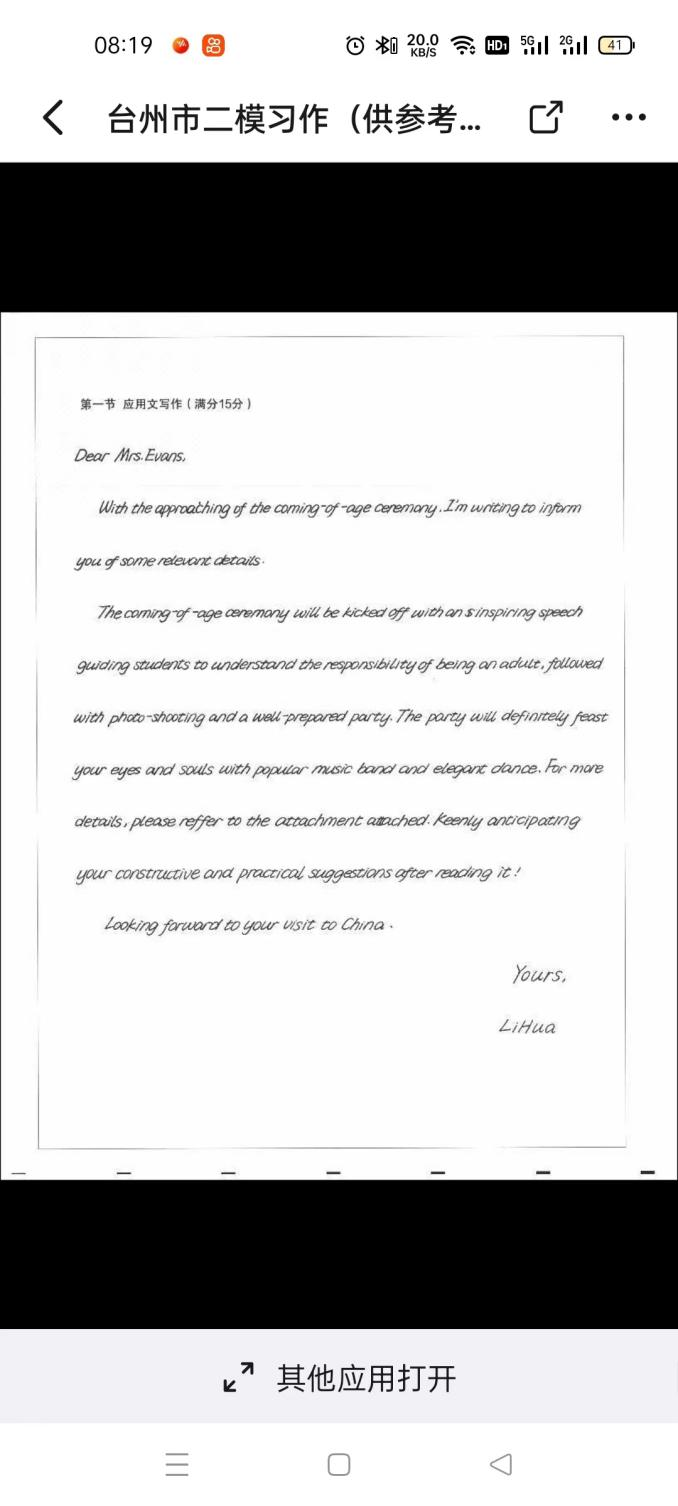 08:19 20.0 KB/S HD1 5G 2G 41
台州市二模习作（供参考...
第一节 应用文写作（满分15分）
Dear Mrs.Evans,
With the approaching of the coming-of-age ceremony, I'm writing to inform
you of some relevant details.
The coming-of-age ceremony will be kicked off with an s inspiring speech
guiding students to understand the responsibility of being an adult, followed
with photo-shooting and a well-prepared party. The party will definitely feast
your eyes and souls with popular music band and elegant dance. For more
details, please reffer to the attachment attached. Keenly anticipating
your constructive and practical suggestions after reading it!
Looking forward to your visit to China.
Yours,
LiHua
其他应用打开